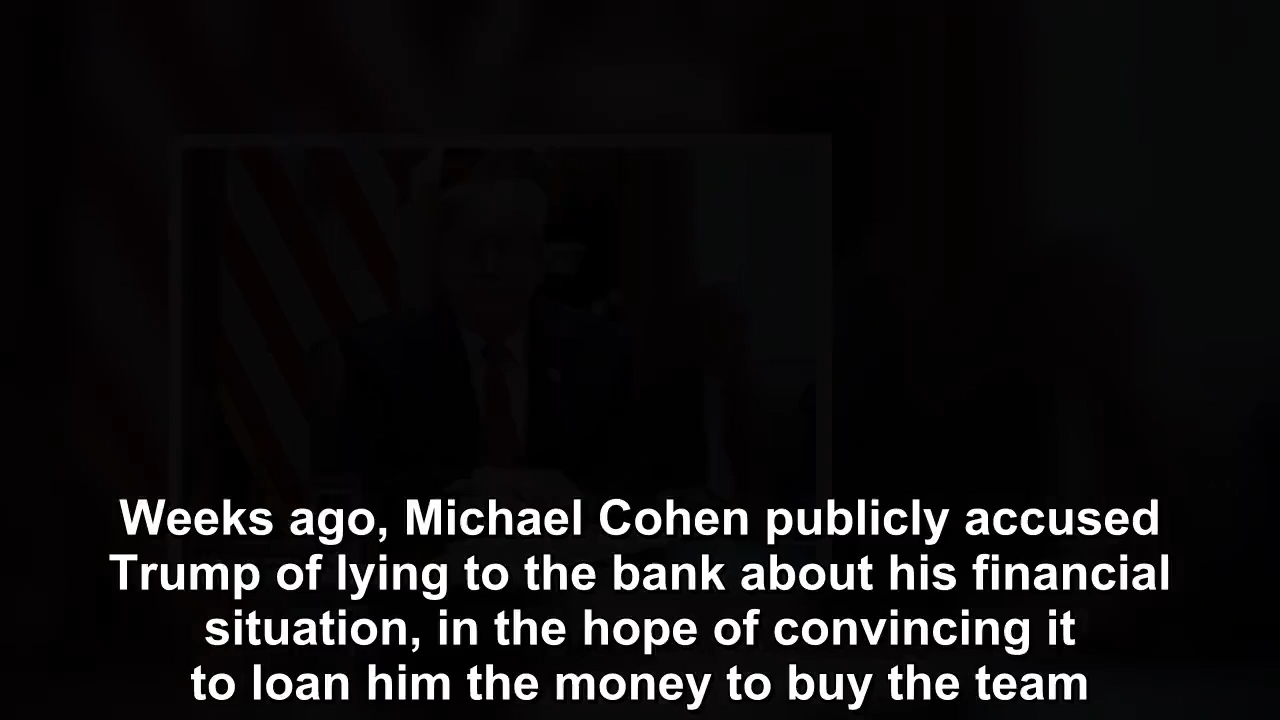 Weeks ago, Michael Cohen publicly accused
Trump of lying to the bank about his financial
situation, in the hope of convincing it
to loan him the money to buy the team